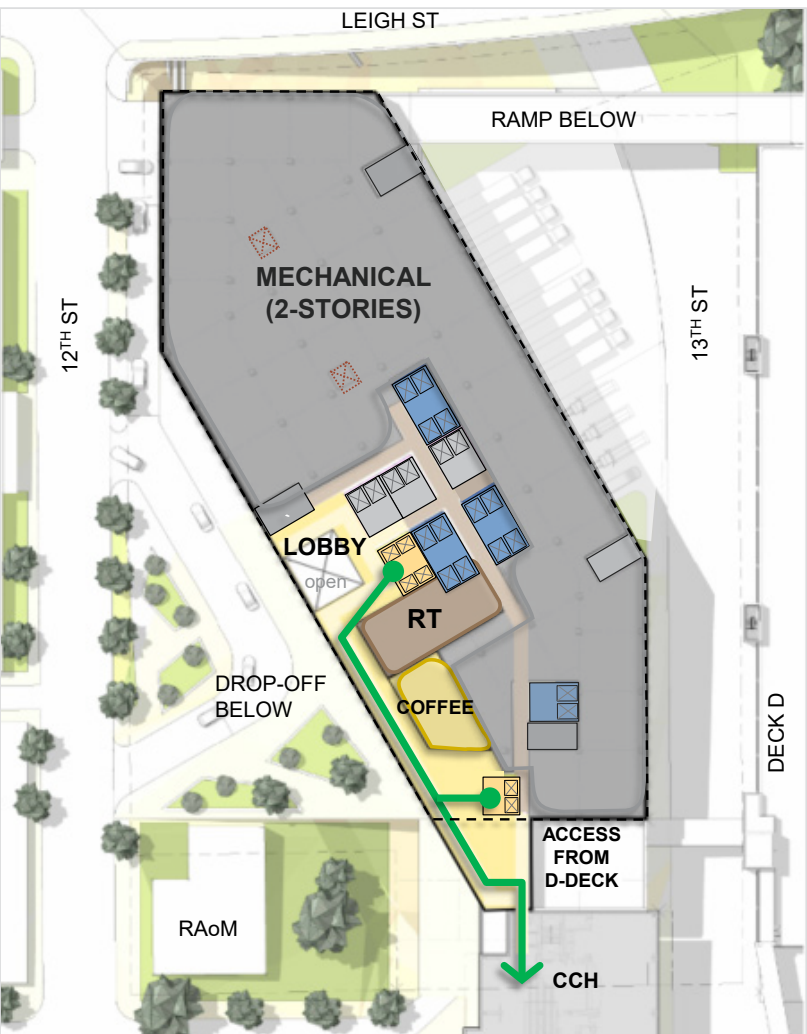 LEIGH ST
RAMP BELOW
MECHANICAL
(2-STORIES)
12TH ST
13TH ST
LOBBY
open
RT
DROP-OFF
BELOW
COFFEE
DECK D
ACCESS
FROM
D-DECK
RAoM
CCH